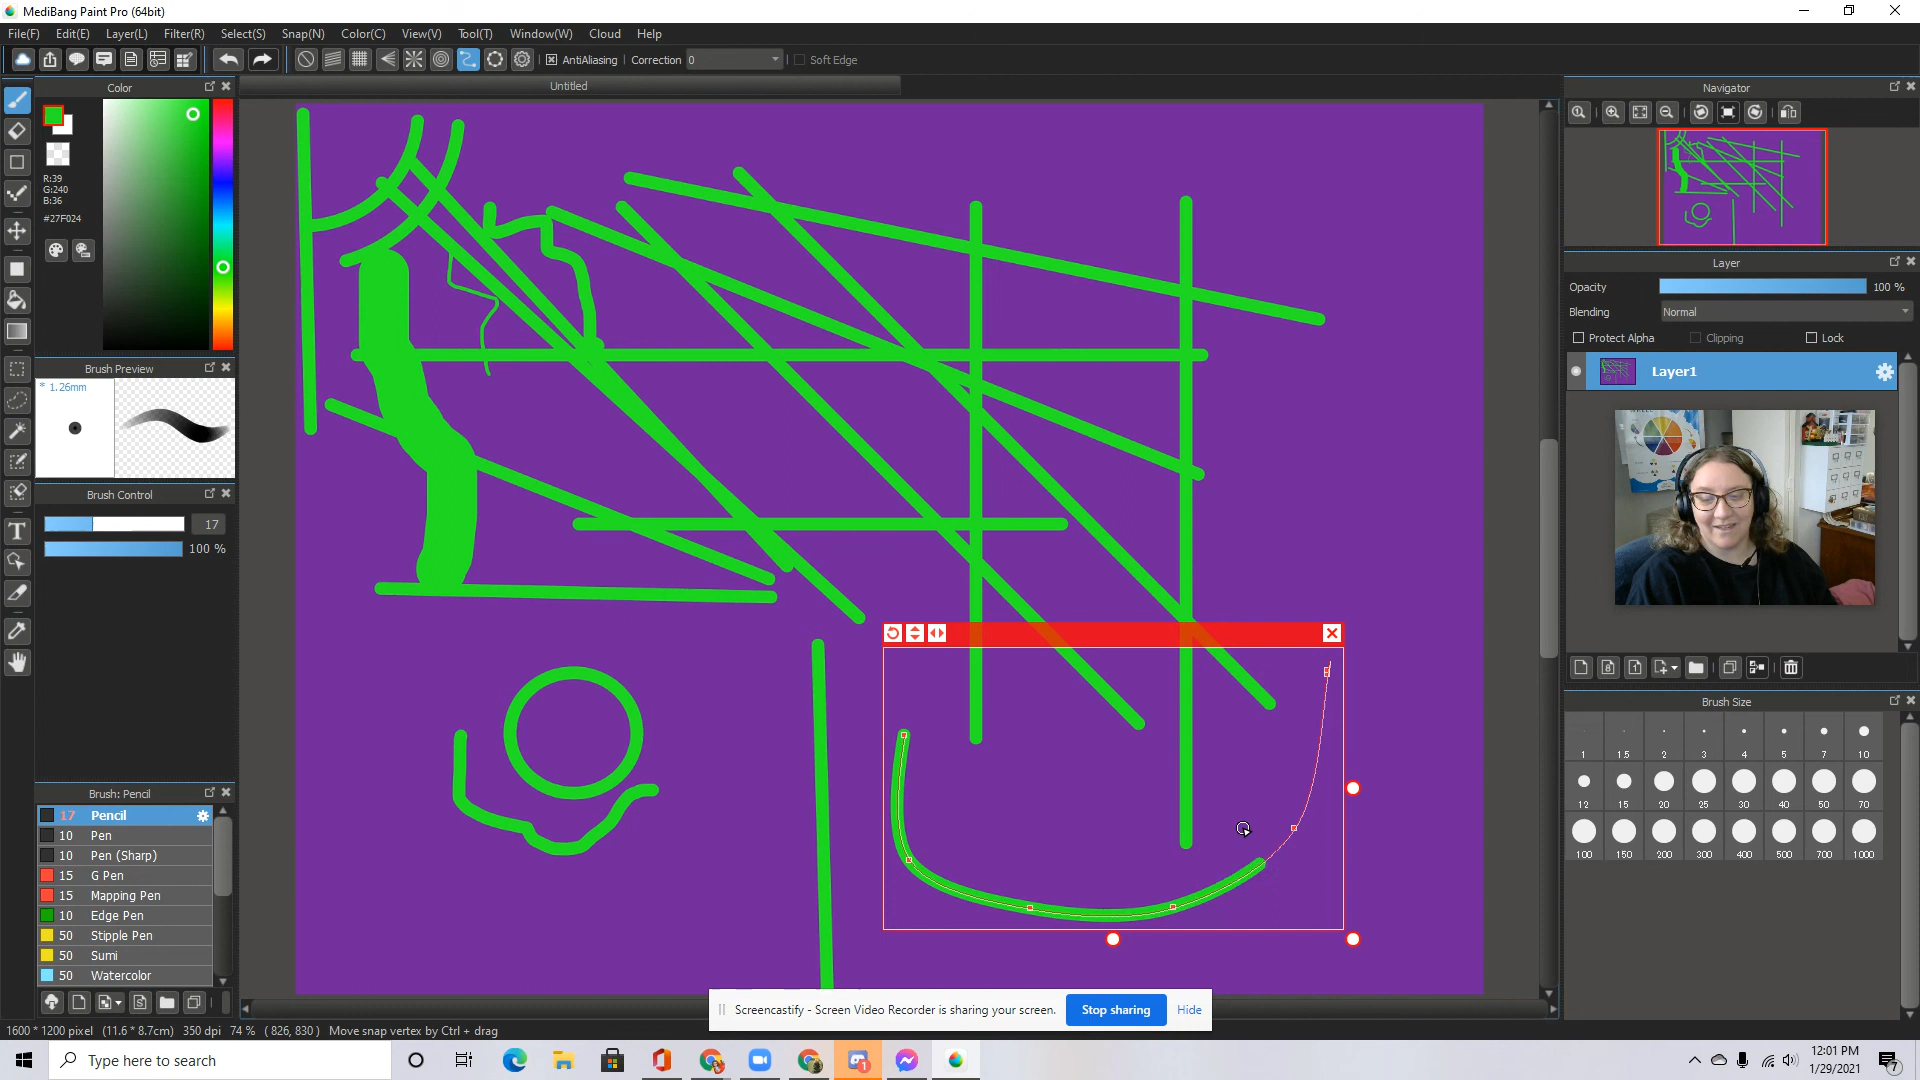 MediBang Paint Pro (64bit)
File(F) Edit(E) Layer(L) Filter(R) Select(S) Snap(N) Color(C) View(V) Tool(T) Window(W) Cloud Help
AntiAliasing Correction 0 Soft Edge
Color
Untitled
Navigator
R:39
G:240
B:36
#27F024
Brush Preview
* 1.26mm
Brush Control
17
100 %
Layer
Opacity 100 %
Blending Normal
Protect Alpha Clipping Lock
Layer1
Brush Size
1 1.5 2 3 4 5 7 10
12 15 20 25 30 40 50 70
100 150 200 300 400 500 700 1000
Brush: Pencil
17 Pencil
10 Pen
10 Pen (Sharp)
15 G Pen
15 Mapping Pen
10 Edge Pen
50 Stipple Pen
50 Sumi
50 Watercolor
Screencastify - Screen Video Recorder is sharing your screen. Stop sharing Hide
1600 * 1200 pixel (11.6 * 8.7cm) 350 dpi 74 % ( 826, 830 ) Move snap vertex by Ctrl + drag
Type here to search
12:01 PM
1/29/2021
7